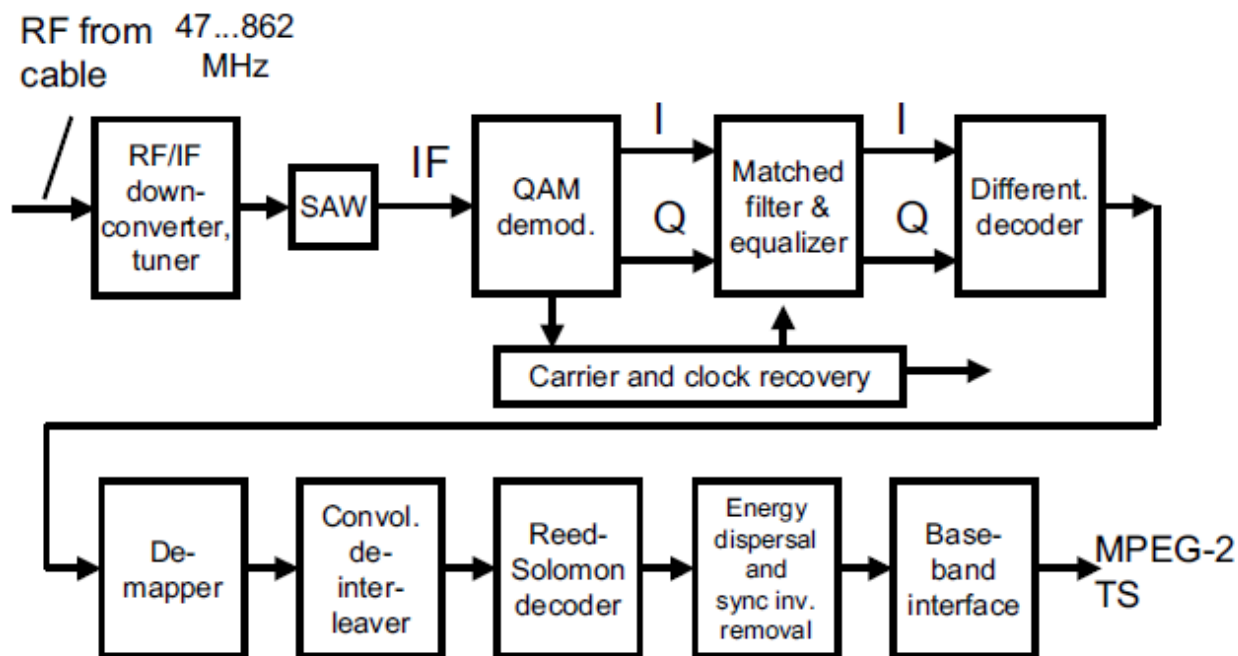 RF from
cable
47...862
MHz
RF/IF
down-
converter,
tuner
SAW
IF
QAM
demod.
I
Q
Matched
filter &
equalizer
I
Q
Different.
decoder
Carrier and clock recovery
De-
mapper
Convol.
de-
inter-
leaver
Reed-
Solomon
decoder
Energy
dispersal
and
sync inv.
removal
Base-
band
interface
MPEG-2
TS